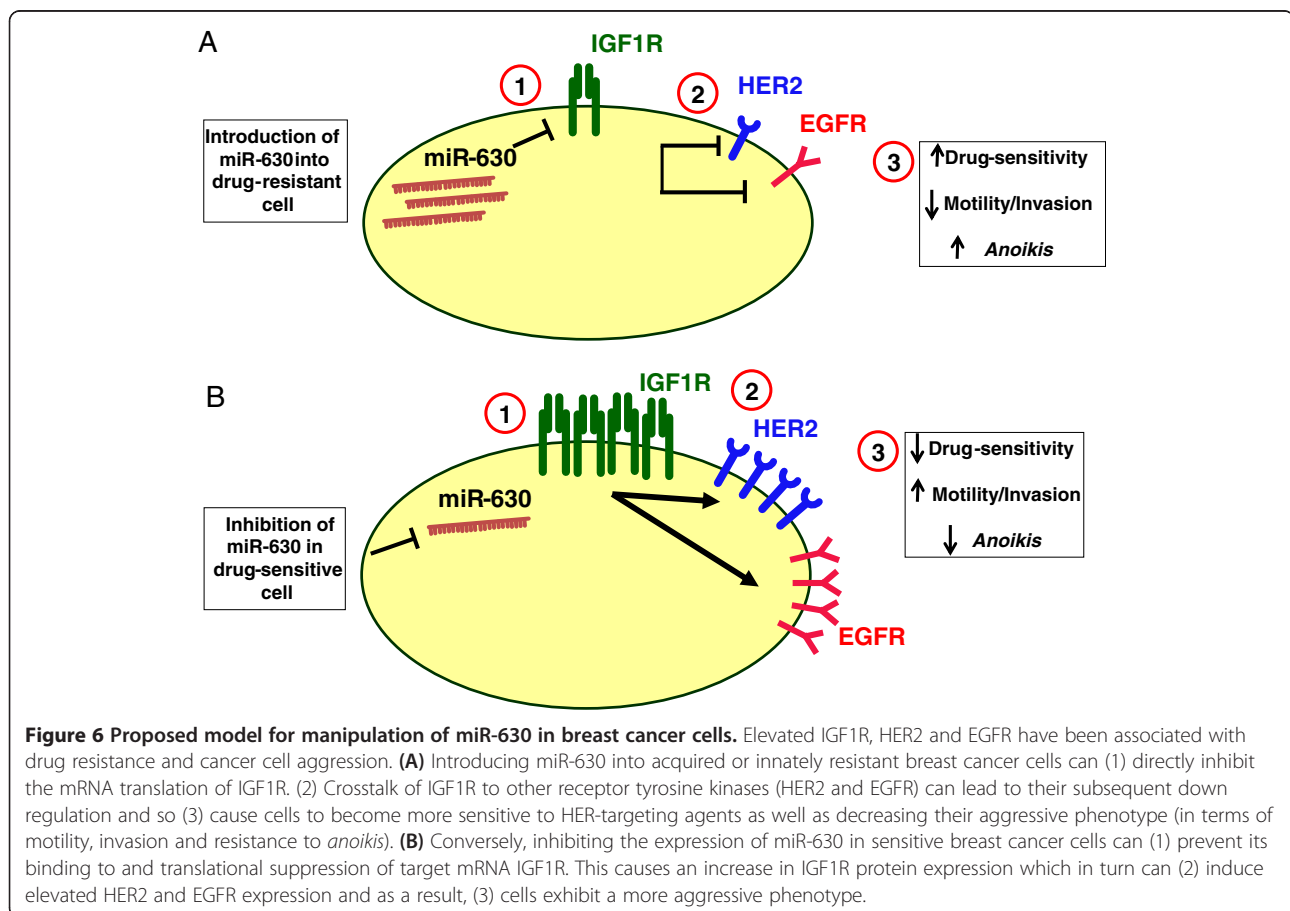 A
IGF1R
1
2
HER2
EGFR
Introduction of
miR-630 into
drug-resistant
cell
miR-630
3
↑Drug-sensitivity
↓ Motility/Invasion
↑ Anoikis
B
IGF1R
1
2
HER2
3
↓ Drug-sensitivity
↑ Motility/Invasion
↓ Anoikis
miR-630
Inhibition of
miR-630 in
drug-sensitive
cell
EGFR
Figure 6 Proposed model for manipulation of miR-630 in breast cancer cells. Elevated IGF1R, HER2 and EGFR have been associated with
drug resistance and cancer cell aggression. (A) Introducing miR-630 into acquired or innately resistant breast cancer cells can (1) directly inhibit
the mRNA translation of IGF1R. (2) Crosstalk of IGF1R to other receptor tyrosine kinases (HER2 and EGFR) can lead to their subsequent down
regulation and so (3) cause cells to become more sensitive to HER-targeting agents as well as decreasing their aggressive phenotype (in terms of
motility, invasion and resistance to anoikis). (B) Conversely, inhibiting the expression of miR-630 in sensitive breast cancer cells can (1) prevent its
binding to and translational suppression of target mRNA IGF1R. This causes an increase in IGF1R protein expression which in turn can (2) induce
elevated HER2 and EGFR expression and as a result, (3) cells exhibit a more aggressive phenotype.